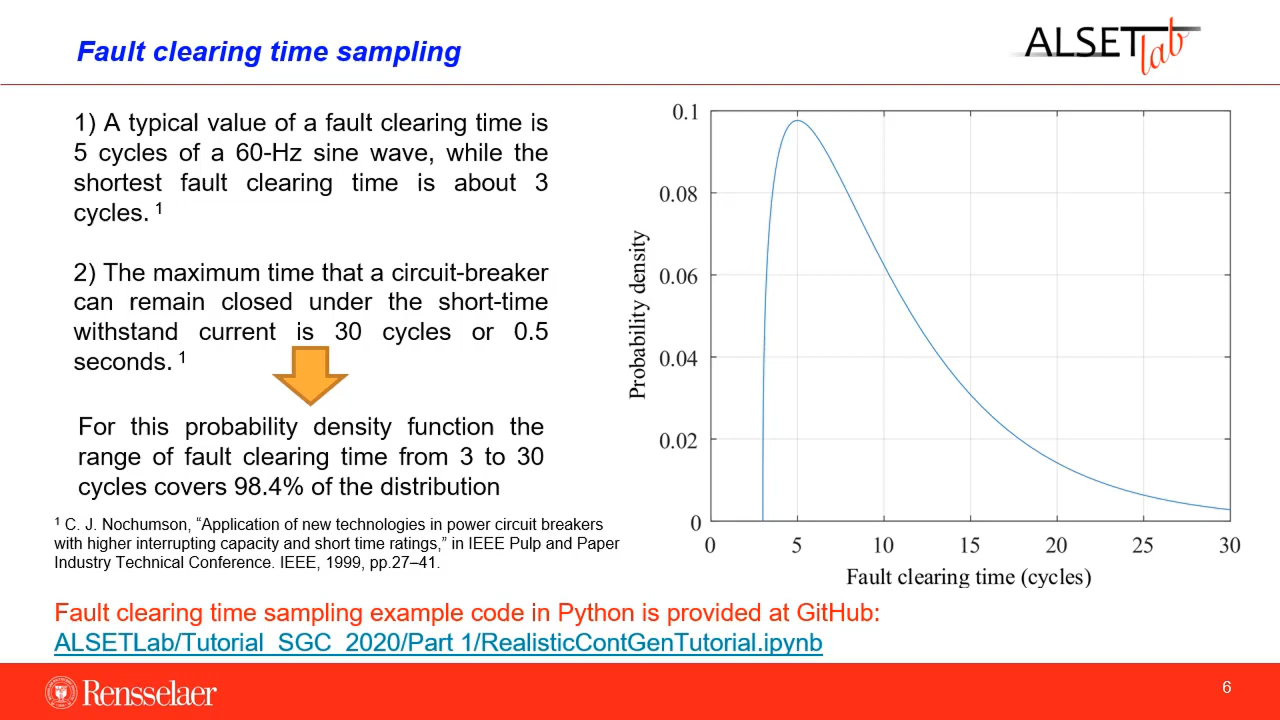 Fault clearing time sampling
ALSETlab
1) A typical value of a fault clearing time is
5 cycles of a 60-Hz sine wave, while the
shortest fault clearing time is about 3
cycles. ¹
2) The maximum time that a circuit-breaker
can remain closed under the short-time
withstand current is 30 cycles or 0.5
seconds. ¹
For this probability density function the
range of fault clearing time from 3 to 30
cycles covers 98.4% of the distribution
¹ C. J. Nochumson, “Application of new technologies in power circuit breakers
with higher interrupting capacity and short time ratings,” in IEEE Pulp and Paper
Industry Technical Conference. IEEE, 1999, pp.27–41.
0.1
0.08
0.06
0.04
0.02
0
Probability density
0 5 10 15 20 25 30
Fault clearing time (cycles)
Fault clearing time sampling example code in Python is provided at GitHub:
ALSETLab/Tutorial_SGC_2020/Part 1/RealisticContGenTutorial.ipynb
Rensselaer
6